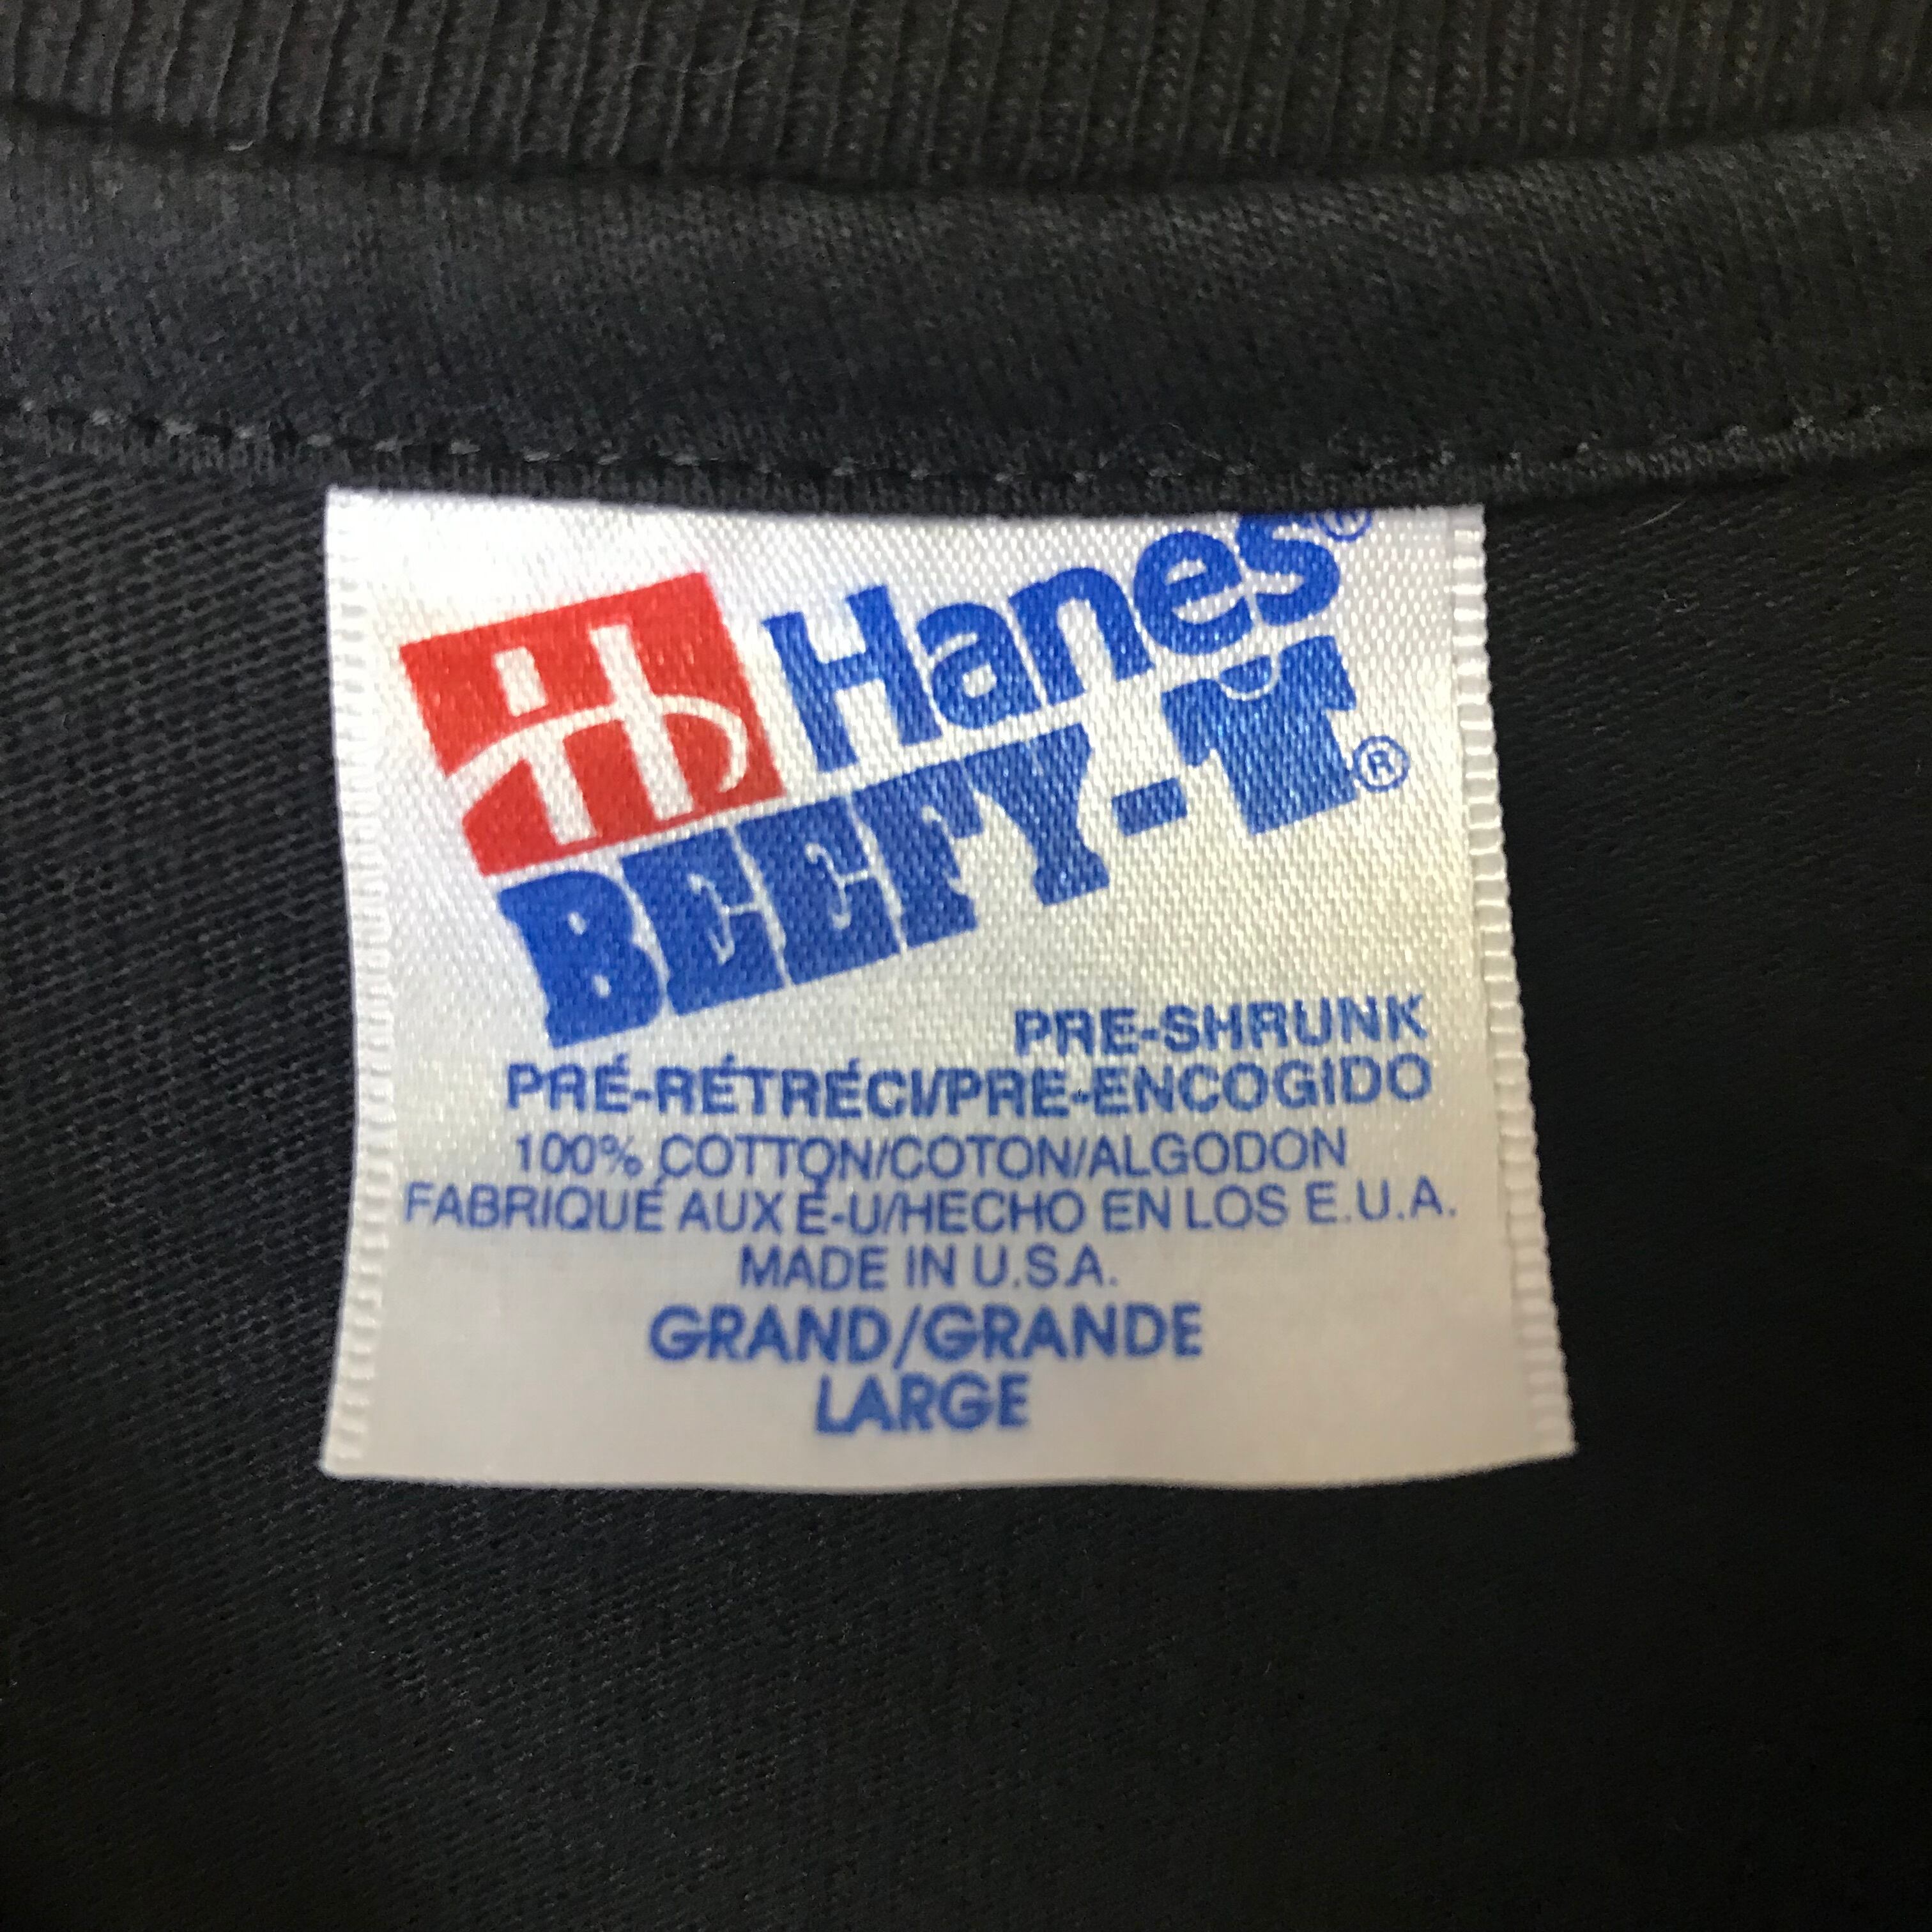 Hanes®
BEEFY-T®
PRE-SHRUNK
PRÉ-RÉTRÉCI/PRE-ENCOGIDO
100% COTTON/COTON/ALGODON
FABRIQUÉ AUX É-U/HECHO EN LOS E.U.A.
MADE IN U.S.A.
GRAND/GRANDE
LARGE